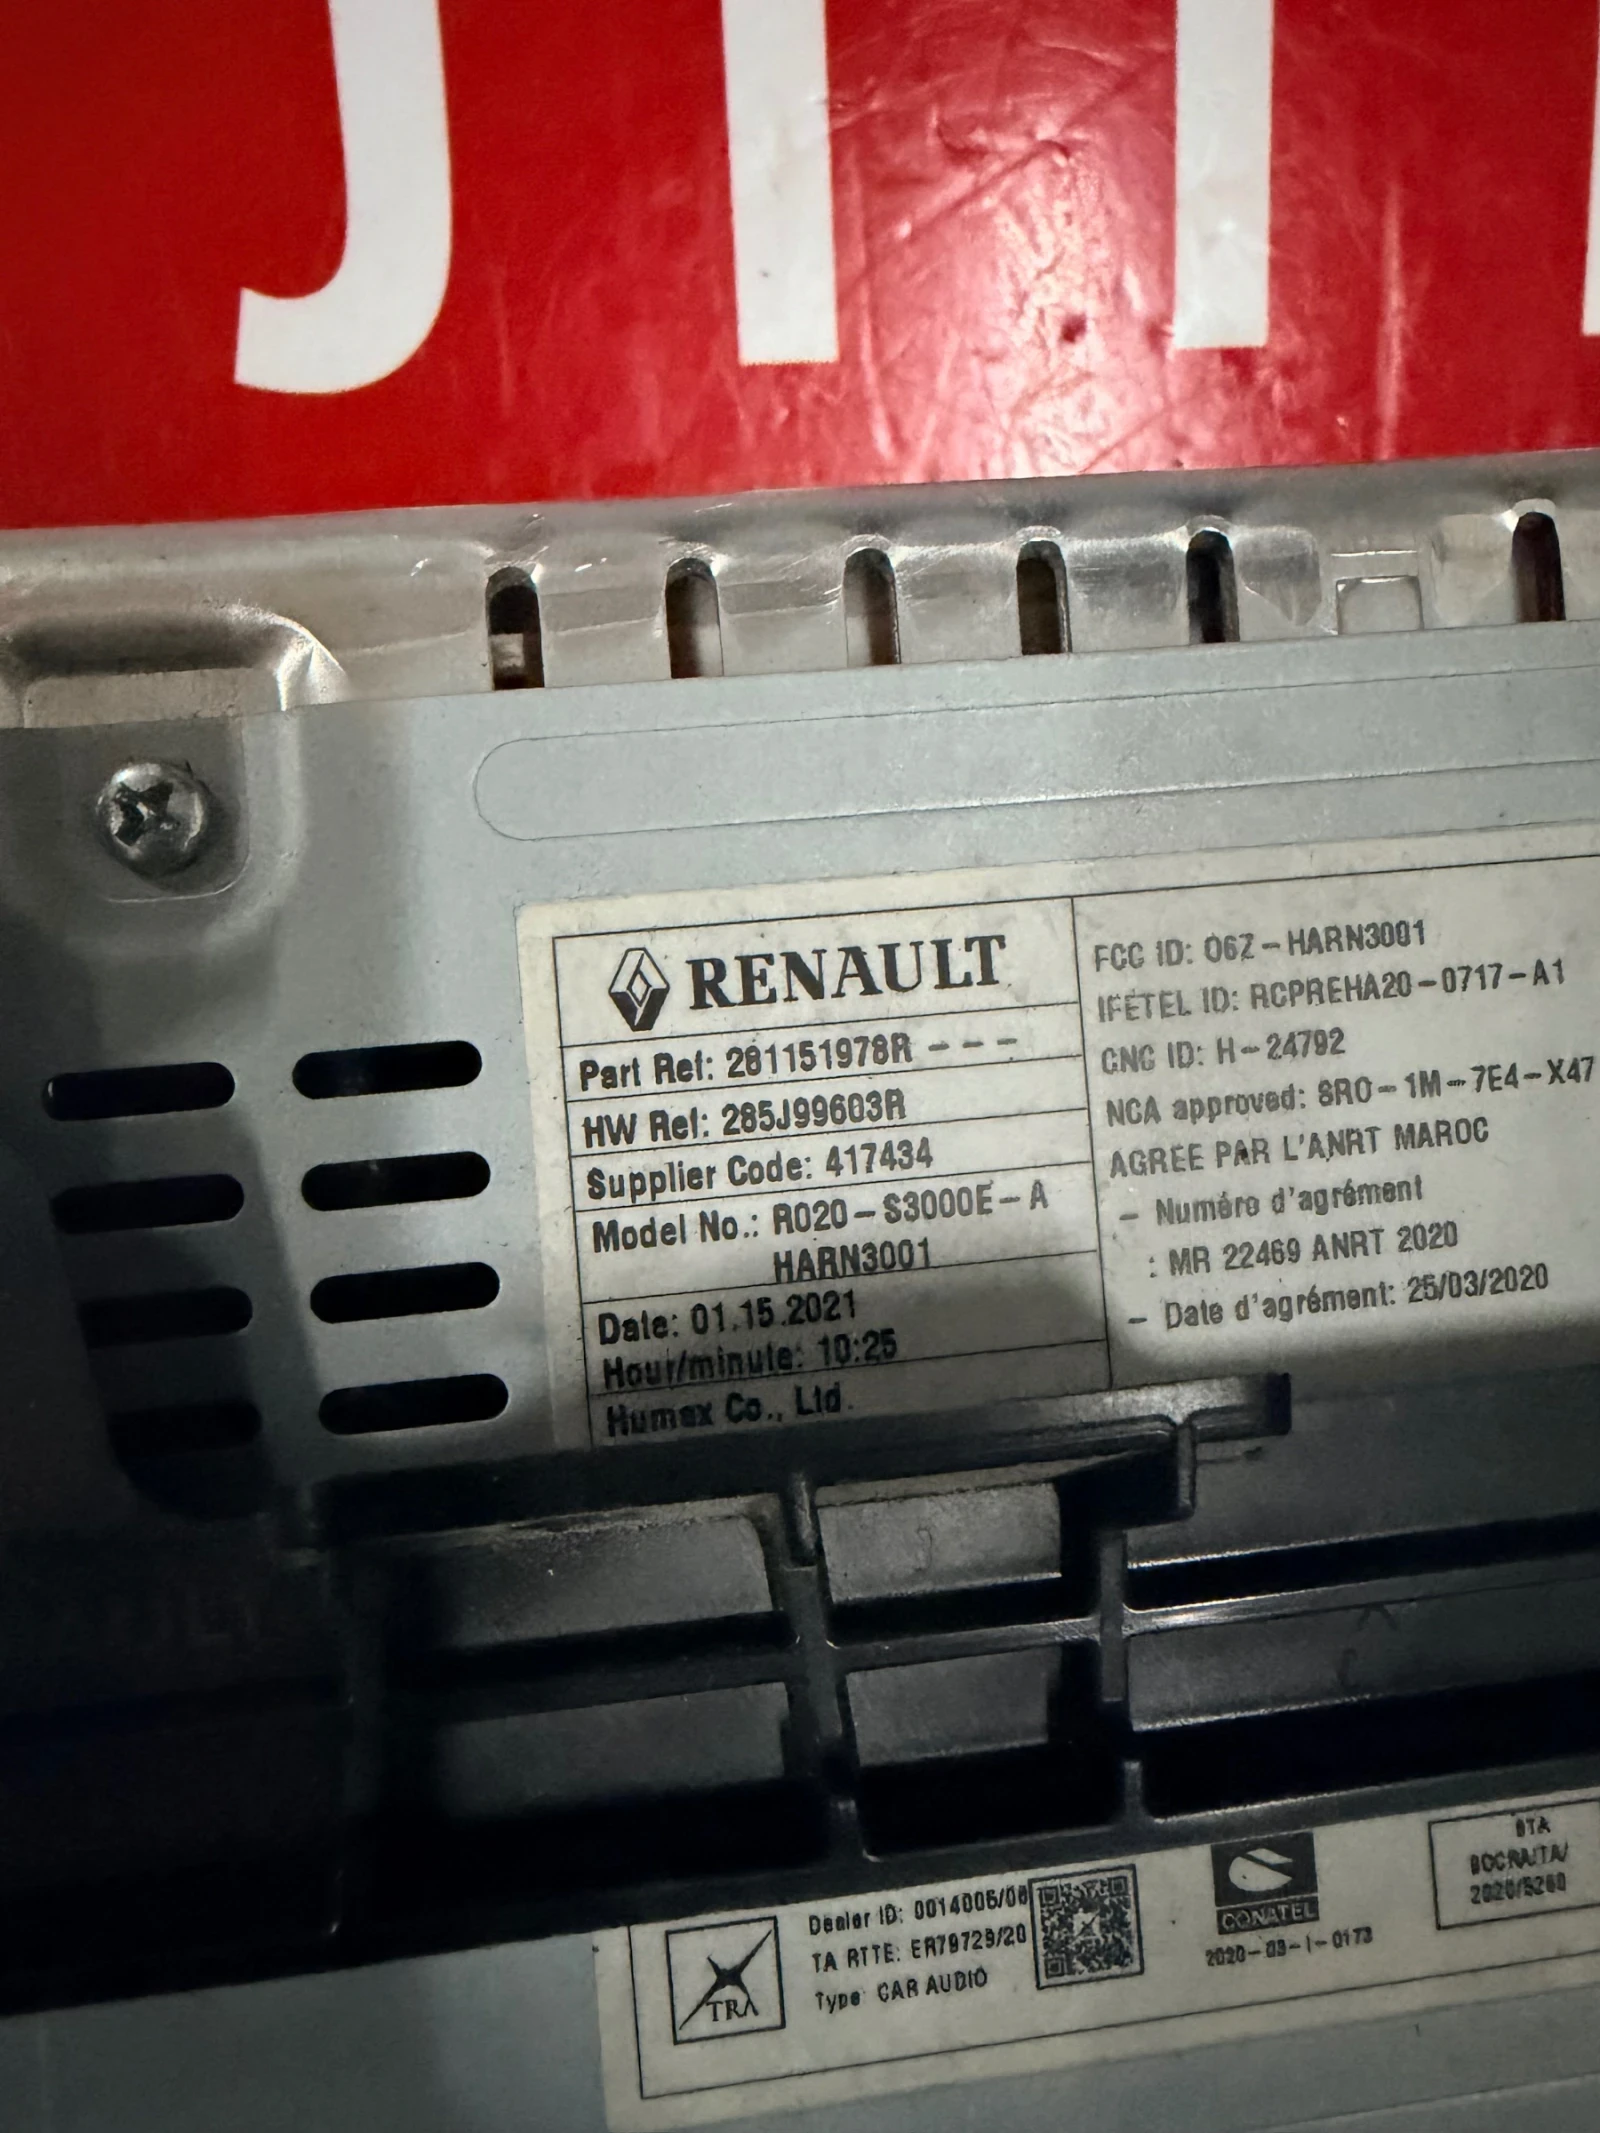 RENAULT
Part Ref: 281151978R - - -
HW Ref: 285J99603R
Supplier Code: 417434
Model No.: R020-S3000E-A
HARN3001
Date: 01.15.2021
Hour/minute: 10:25
Humax Co., Ltd.
FCC ID: O6Z-HARN3001
IFETEL ID: RCPREHA20-0717-A1
CNC ID: H-24792
NCA approved: SRO-1M-7E4-X47
AGREE PAR L'ANRT MAROC
- Numéro d'agrément
: MR 22469 ANRT 2020
- Date d'agrément: 25/03/2020
TRA
Dealer ID: 0014006/00
TA RTTE: ER79729/20
Type: CAR AUDIO
CONATEL
2020-03-I-0173
BTA
BOCRA/TA/
2020/5260